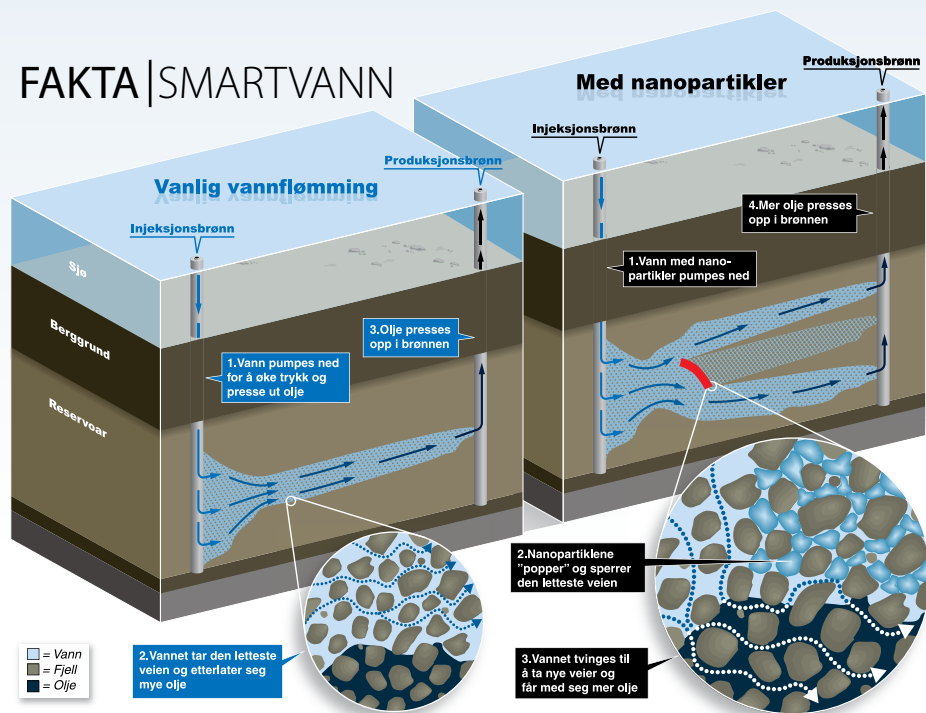 FAKTA|SMARTVANN
Vanlig vannflømming
Injeksjonsbrønn
Produksjonsbrønn
Sjø
Berggrund
Reservoar
1.Vann pumpes ned
for å øke trykk og
presse ut olje
3.Olje presses
opp i brønnen
2.Vannet tar den letteste
veien og etterlater seg
mye olje
= Vann
= Fjell
= Olje
Med nanopartikler
Injeksjonsbrønn
Produksjonsbrønn
1.Vann med nano-
partikler pumpes ned
4.Mer olje presses
opp i brønnen
2.Nanopartiklene
”popper” og sperrer
den letteste veien
3.Vannet tvinges til
å ta nye veier og
får med seg mer olje